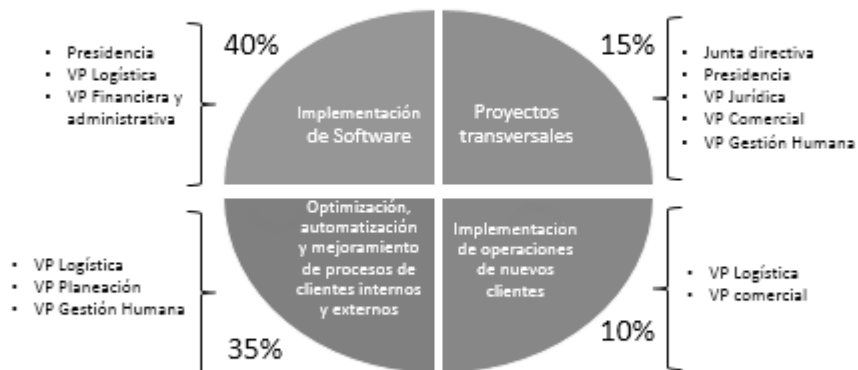 40%
• Presidencia
• VP Logística
• VP Financiera y
administrativa
Implementación
de Software
15%
Proyectos
transversales
• Junta directiva
• Presidencia
• VP Jurídica
• VP Comercial
• VP Gestión Humana
• VP Logística
• VP Planeación
• VP Gestión Humana
35%
Optimización,
automatización
y mejoramiento
de procesos de
clientes internos
y externos
Implementacion
de operaciones
de nuevos
clientes
10%
• VP Logística
• VP comercial